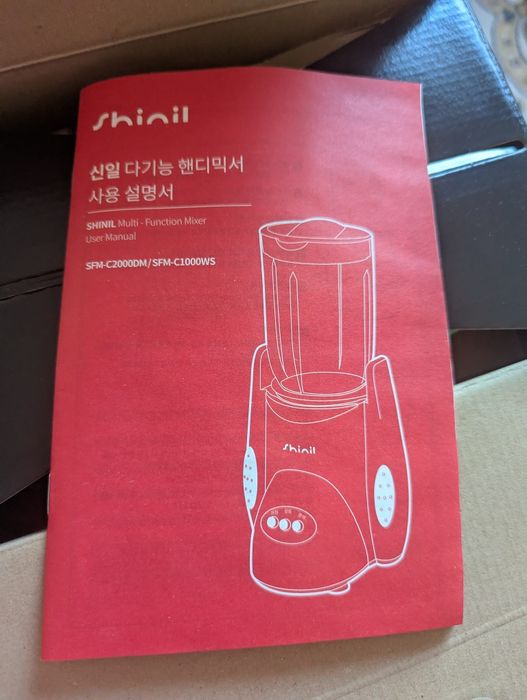 Shinil
신일 다기능 핸디믹서
사용 설명서
SHINIL Multi - Function Mixer
User Manual
SFM-C2000DM / SFM-C1000WS
Shinil